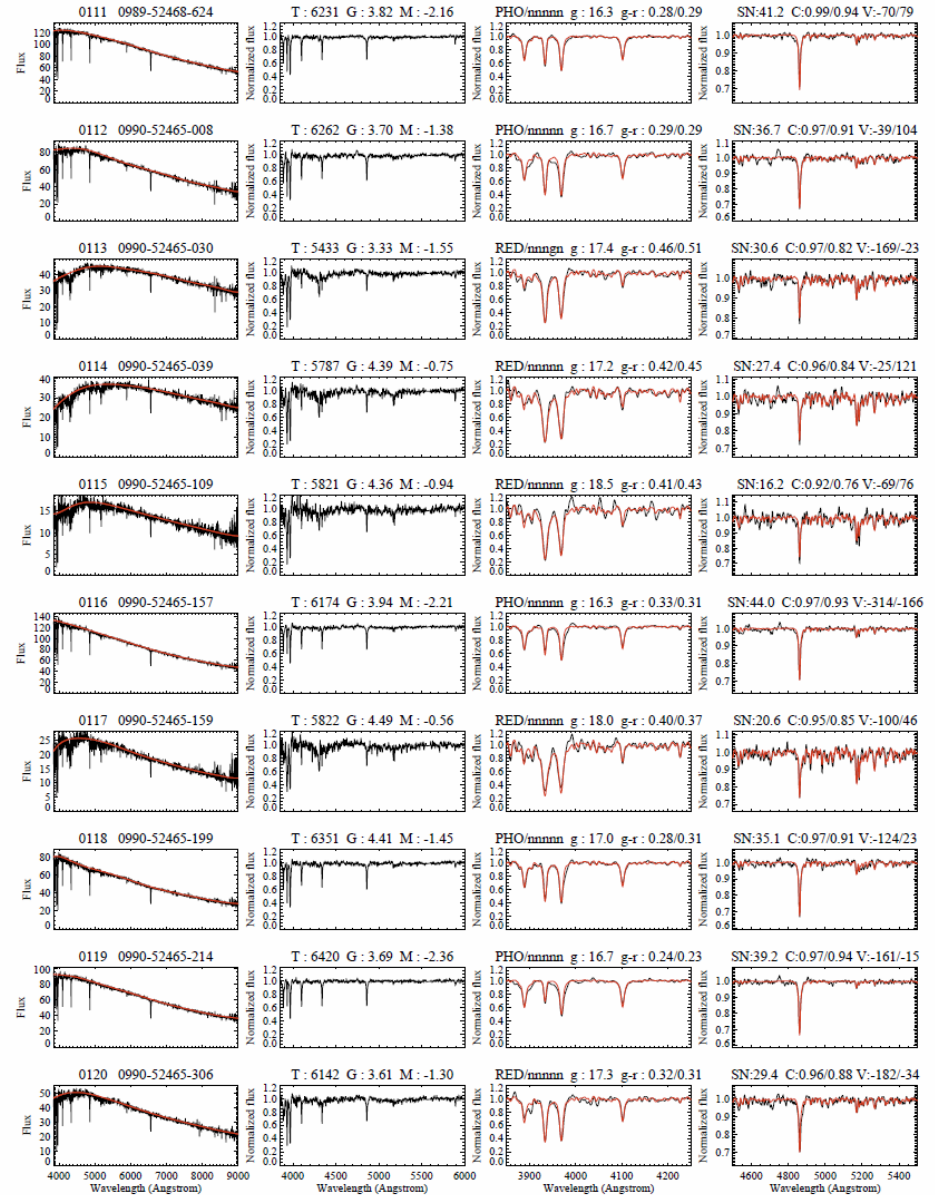 0111 0989-52468-624 T : 6231 G : 3.82 M : -2.16 PHO/nnnnn g : 16.3 g-r : 0.28/0.29 SN:41.2 C:0.99/0.94 V:-70/79
0112 0990-52465-008 T : 6262 G : 3.70 M : -1.38 PHO/nnnnn g : 16.7 g-r : 0.29/0.29 SN:36.7 C:0.97/0.91 V:-39/104
0113 0990-52465-030 T : 5433 G : 3.33 M : -1.55 RED/nnngn g : 17.4 g-r : 0.46/0.51 SN:30.6 C:0.97/0.82 V:-169/-23
0114 0990-52465-039 T : 5787 G : 4.39 M : -0.75 RED/nnnnn g : 17.2 g-r : 0.42/0.45 SN:27.4 C:0.96/0.84 V:-25/121
0115 0990-52465-109 T : 5821 G : 4.36 M : -0.94 RED/nnnnn g : 18.5 g-r : 0.41/0.43 SN:16.2 C:0.92/0.76 V:-69/76
0116 0990-52465-157 T : 6174 G : 3.94 M : -2.21 PHO/nnnnn g : 16.3 g-r : 0.33/0.31 SN:44.0 C:0.97/0.93 V:-314/-166
0117 0990-52465-159 T : 5822 G : 4.49 M : -0.56 RED/nnnnn g : 18.0 g-r : 0.40/0.37 SN:20.6 C:0.95/0.85 V:-100/46
0118 0990-52465-199 T : 6351 G : 4.41 M : -1.45 PHO/nnnnn g : 17.0 g-r : 0.28/0.31 SN:35.1 C:0.97/0.91 V:-124/23
0119 0990-52465-214 T : 6420 G : 3.69 M : -2.36 PHO/nnnnn g : 16.7 g-r : 0.24/0.23 SN:39.2 C:0.97/0.94 V:-161/-15
0120 0990-52465-306 T : 6142 G : 3.61 M : -1.30 RED/nnnnn g : 17.3 g-r : 0.32/0.31 SN:29.4 C:0.96/0.88 V:-182/-34
Flux Normalized flux Normalized flux Normalized flux
4000 5000 6000 7000 8000 9000 4000 4500 5000 5500 6000 3900 4000 4100 4200 4600 4800 5000 5200 5400
Wavelength (Angstrom) Wavelength (Angstrom) Wavelength (Angstrom) Wavelength (Angstrom)